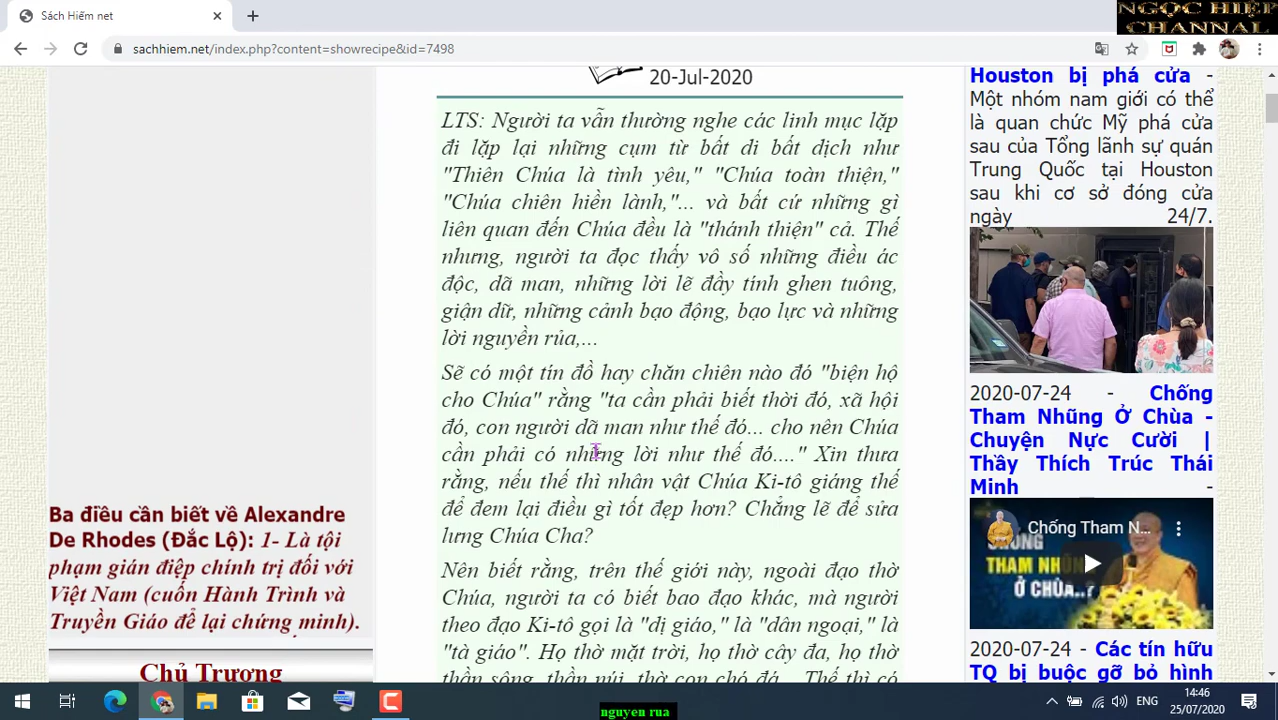 Sách Hiếm net
NGỌC HIỆP
CHANNAL
sachhiem.net/index.php?content=showrecipe&id=7498
20-Jul-2020
LTS: Người ta vẫn thường nghe các linh mục lặp
đi lặp lại những cụm từ bất di bất dịch như
"Thiên Chúa là tình yêu," "Chúa toàn thiện,"
"Chúa chiên hiền lành,"... và bất cứ những gì
liên quan đến Chúa đều là "thánh thiện" cả. Thế
nhưng, người ta đọc thấy vô số những điều ác
độc, dã man, những lời lẽ đầy tính ghen tuông,
giận dữ, những cảnh bạo động, bạo lực và những
lời nguyền rủa,...
Sẽ có một tín đồ hay chăn chiên nào đó "biện hộ
cho Chúa" rằng "ta cần phải biết thời đó, xã hội
đó, con người dã man như thế đó... cho nên Chúa
cần phải có những lời như thế đó...." Xin thưa
rằng, nếu thế thì nhân vật Chúa Ki-tô giáng thế
để đem lại điều gì tốt đẹp hơn? Chẳng lẽ để sửa
lưng Chúa Cha?
Nên biết rằng, trên thế giới này, ngoài đạo thờ
Chúa, người ta có biết bao đạo khác, mà người
theo đạo Ki-tô gọi là "dị giáo," là "dân ngoại," là
"tà giáo". Họ thờ mặt trời, họ thờ cây đa, họ thờ
thần rừng, thần núi, thờ con chó đá... Thế thì có
Ba điều cần biết về Alexandre
De Rhodes (Đắc Lộ): 1- Là tội
phạm gián điệp chính trị đối với
Việt Nam (cuốn Hành Trình và
Truyền Giáo để lại chứng minh).
Chủ Trương
Houston bị phá cửa -
Một nhóm nam giới có thể
là quan chức Mỹ phá cửa
sau của Tổng lãnh sự quán
Trung Quốc tại Houston
sau khi cơ sở đóng cửa
ngày 24/7.
2020-07-24 - Chống
Tham Nhũng Ở Chùa -
Chuyện Nực Cười |
Thầy Thích Trúc Thái
Minh -
Chống Tham N...
CHỐNG
THAM NHŨNG
Ở CHÙA..?
2020-07-24 - Các tín hữu
TQ bị buộc gỡ bỏ hình
nguyen rua
ENG
14:46
25/07/2020